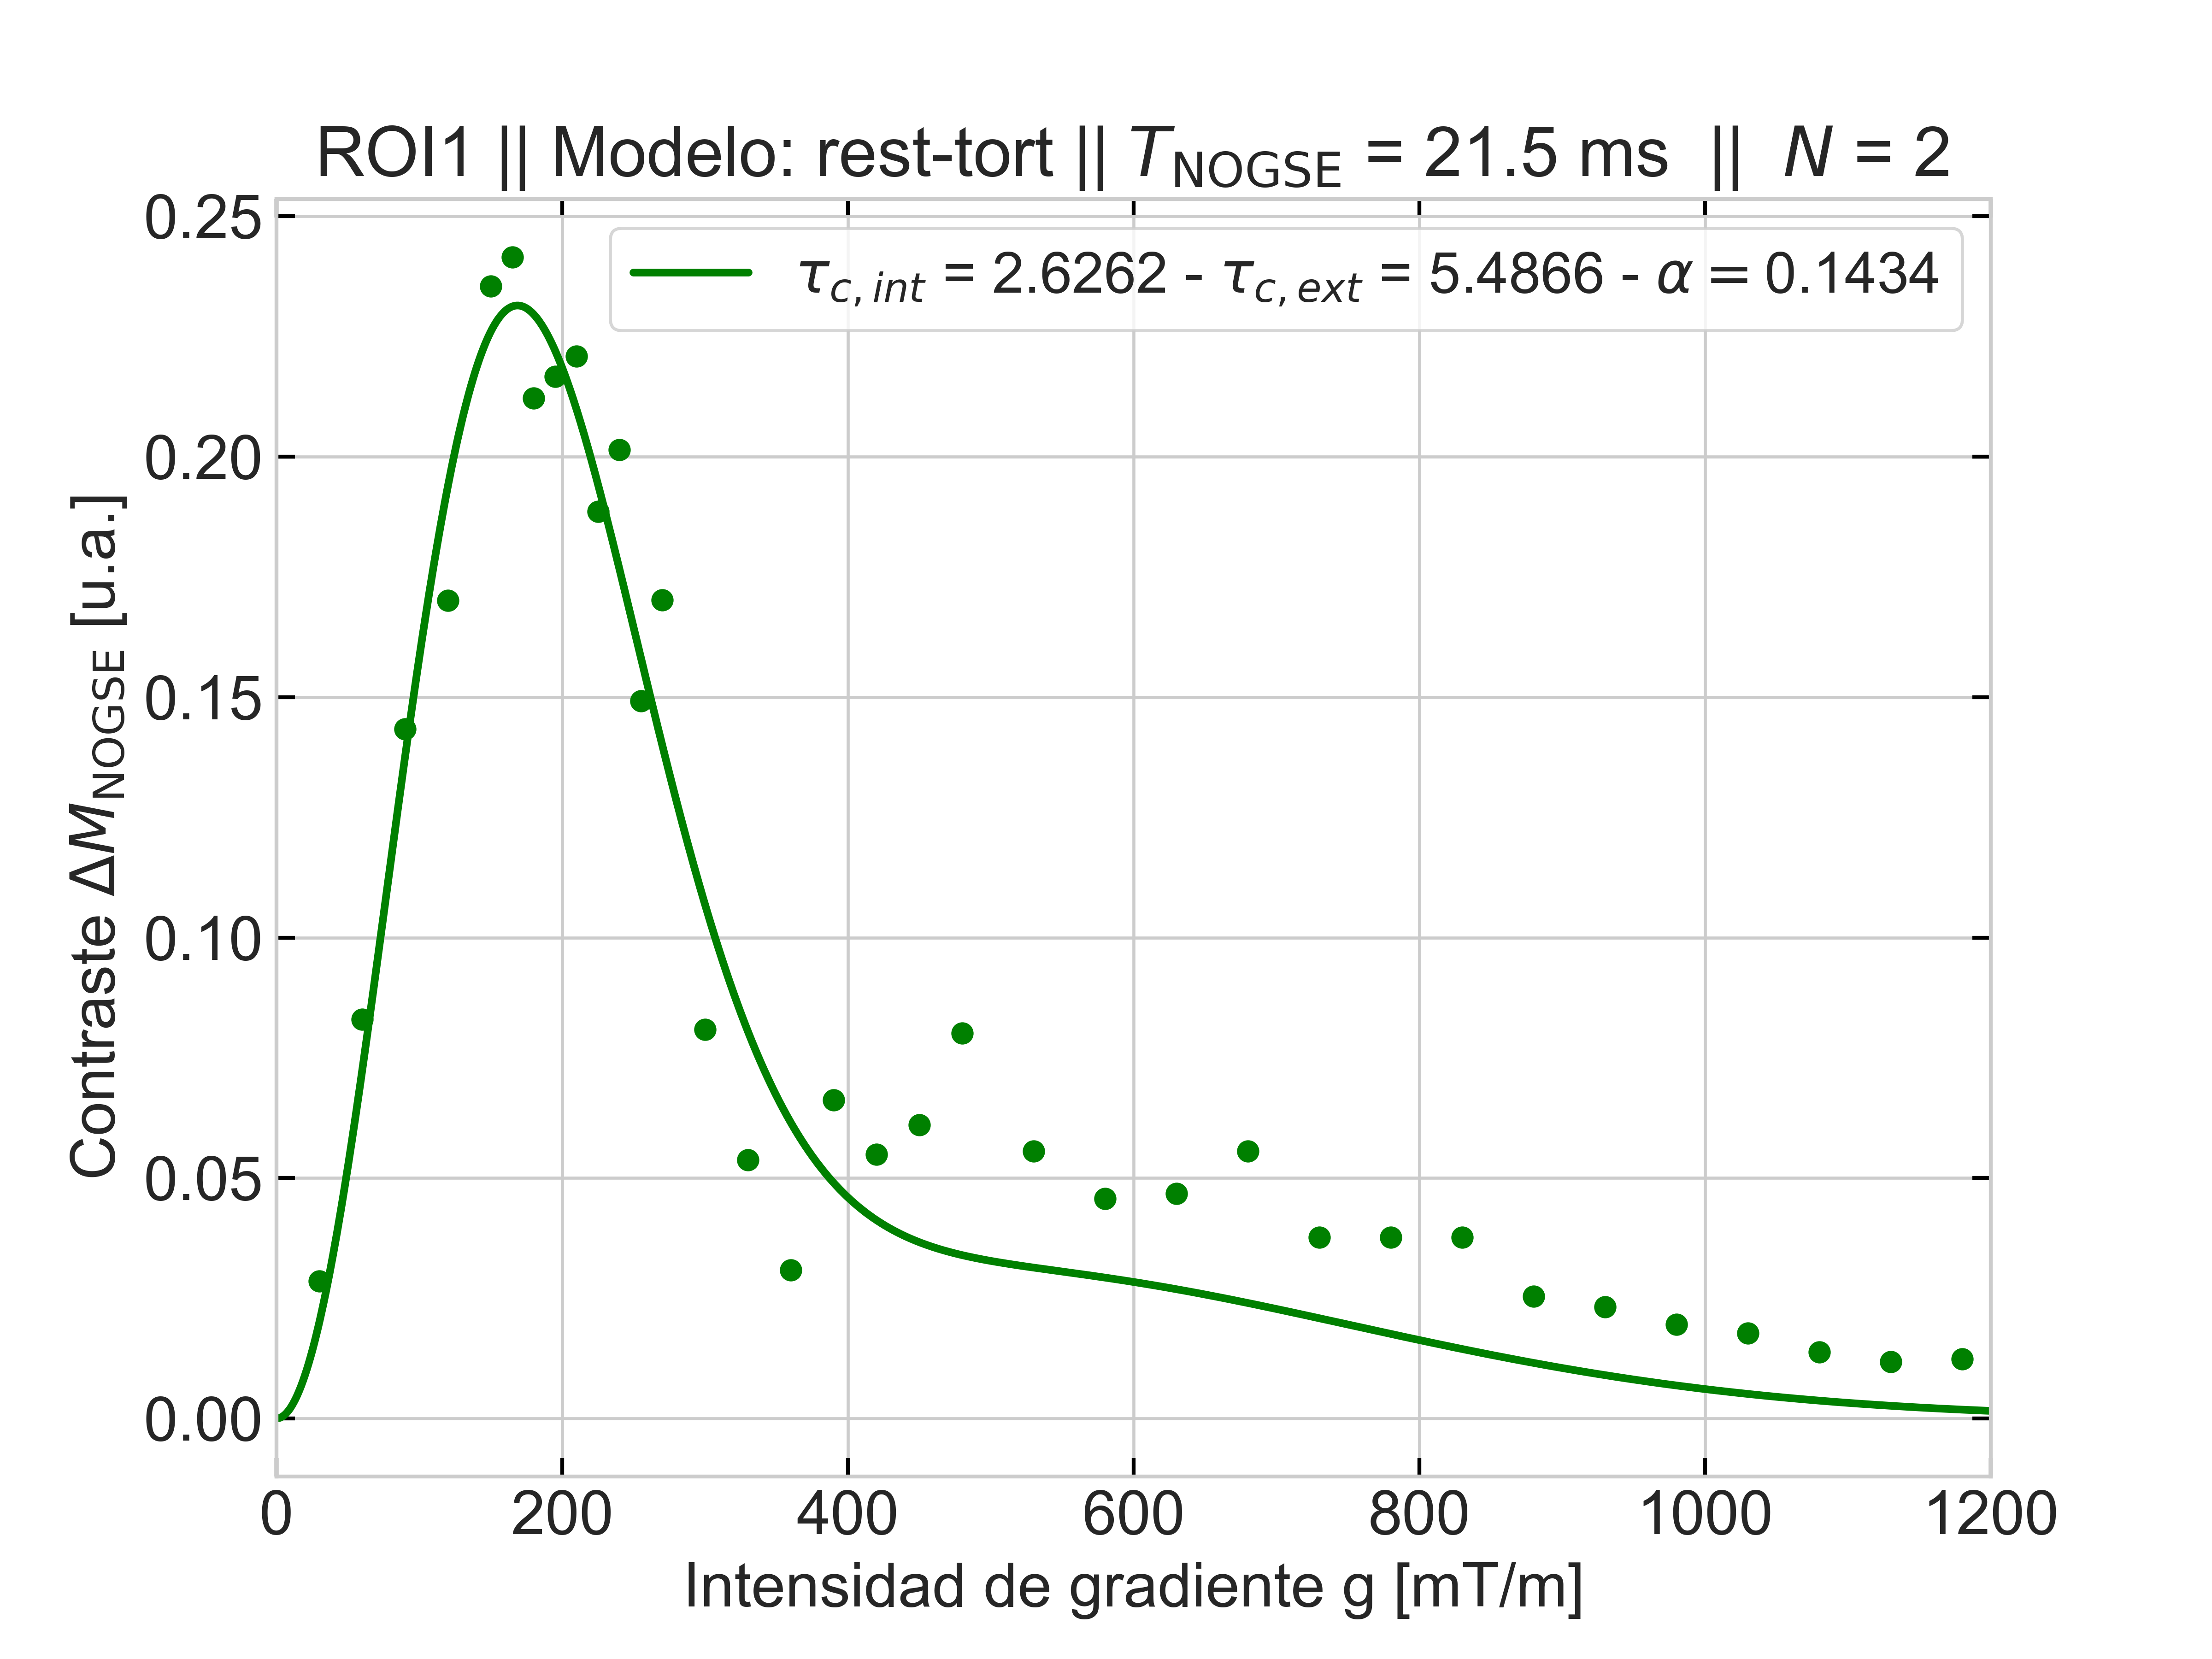 ROI1 || Modelo: rest-tort || T_NOGSE = 21.5 ms || N = 2
τ_c,int = 2.6262 - τ_c,ext = 5.4866 - α = 0.1434
Contraste ΔM_NOGSE [u.a.]
0.25
0.20
0.15
0.10
0.05
0.00
0 200 400 600 800 1000 1200
Intensidad de gradiente g [mT/m]